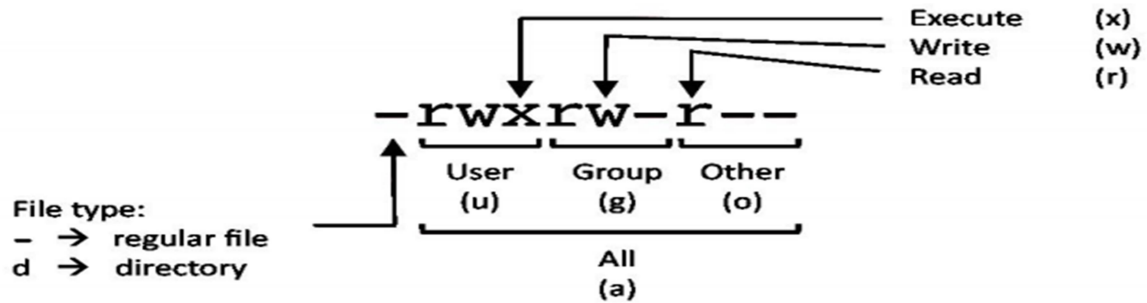 Execute (x)
Write (w)
Read (r)
-rwxrw-r--
User Group Other
(u) (g) (o)
File type:
- → regular file
d → directory
All
(a)